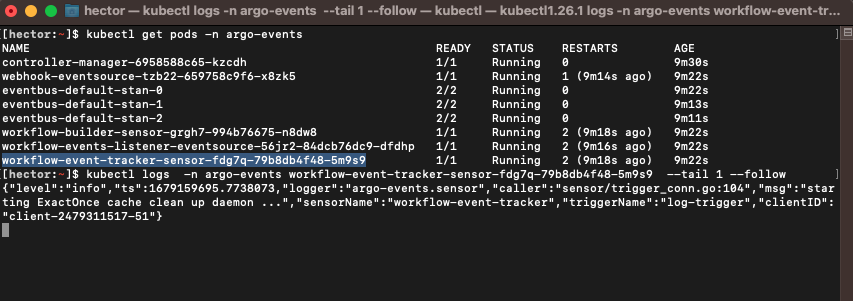 hector — kubectl logs -n argo-events --tail 1 --follow — kubectl — kubectl1.26.1 logs -n argo-events workflow-event-tr...
[[hector:~]$ kubectl get pods -n argo-events ]
NAME READY STATUS RESTARTS AGE
controller-manager-6958588c65-kzcdh 1/1 Running 0 9m30s
webhook-eventsource-tzb22-659758c9f6-x8zk5 1/1 Running 1 (9m14s ago) 9m22s
eventbus-default-stan-0 2/2 Running 0 9m22s
eventbus-default-stan-1 2/2 Running 0 9m13s
eventbus-default-stan-2 2/2 Running 0 9m11s
workflow-builder-sensor-grgh7-994b76675-n8dw8 1/1 Running 2 (9m18s ago) 9m22s
workflow-events-listener-eventsource-56jr2-84dcb76dc9-dfdhp 1/1 Running 2 (9m16s ago) 9m22s
workflow-event-tracker-sensor-fdg7q-79b8db4f48-5m9s9 1/1 Running 2 (9m18s ago) 9m22s
[[hector:~]$ kubectl logs -n argo-events workflow-event-tracker-sensor-fdg7q-79b8db4f48-5m9s9 --tail 1 --follow ]
{"level":"info","ts":1679159695.7738073,"logger":"argo-events.sensor","caller":"sensor/trigger_conn.go:104","msg":"star
ting ExactOnce cache clean up daemon ...","sensorName":"workflow-event-tracker","triggerName":"log-trigger","clientID":
"client-2479311517-51"}